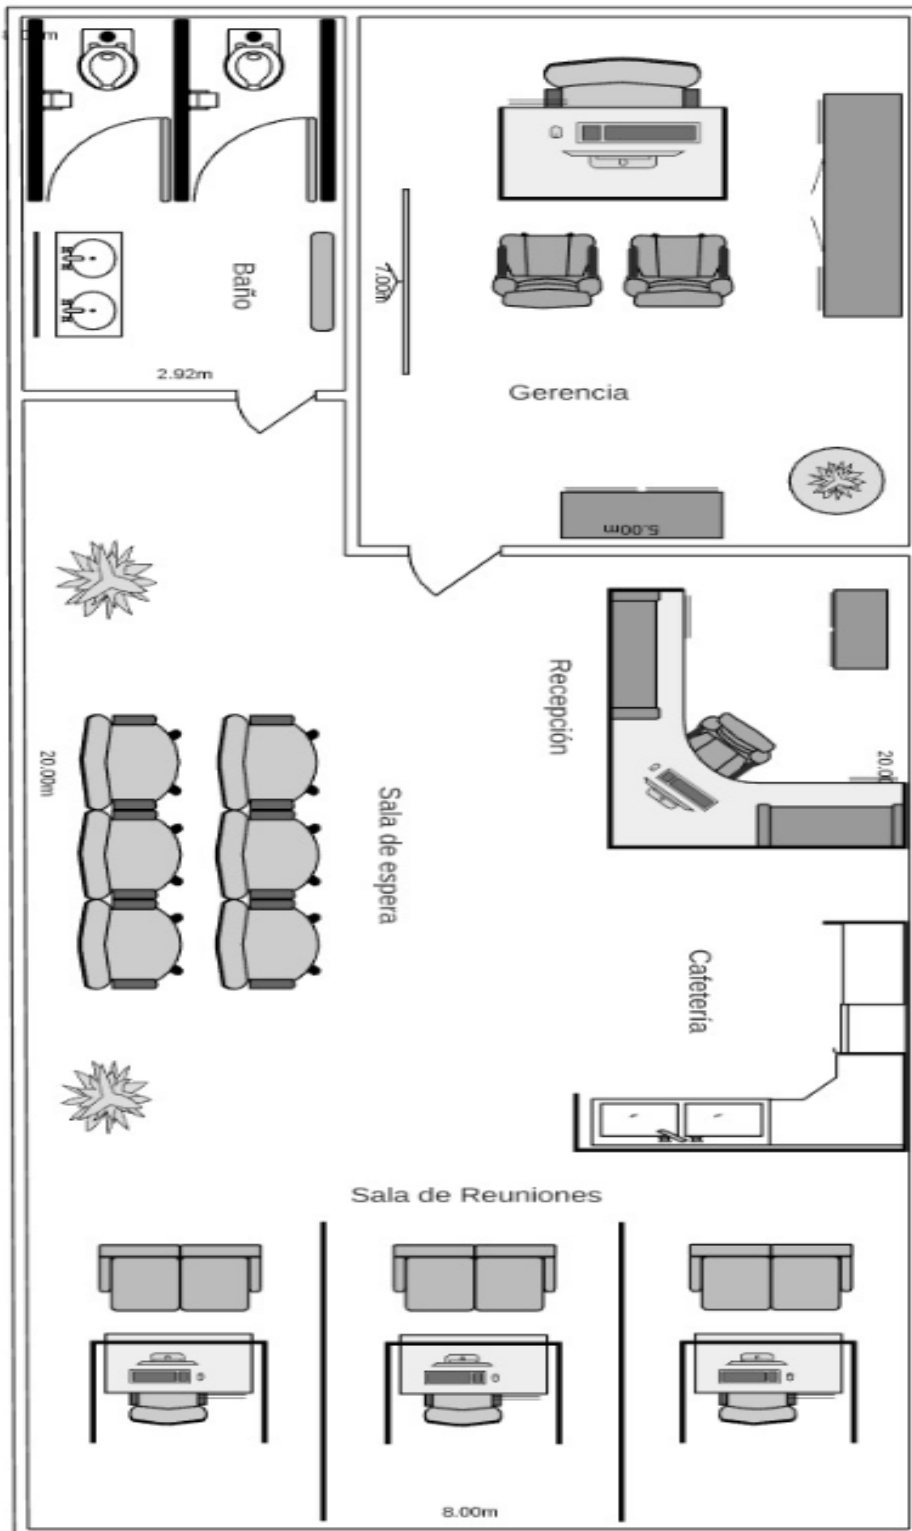 Baño
2.92m
7.00m
Gerencia
5.00m
Recepción
20.00m
Sala de espera
Cafetería
Sala de Reuniones
8.00m